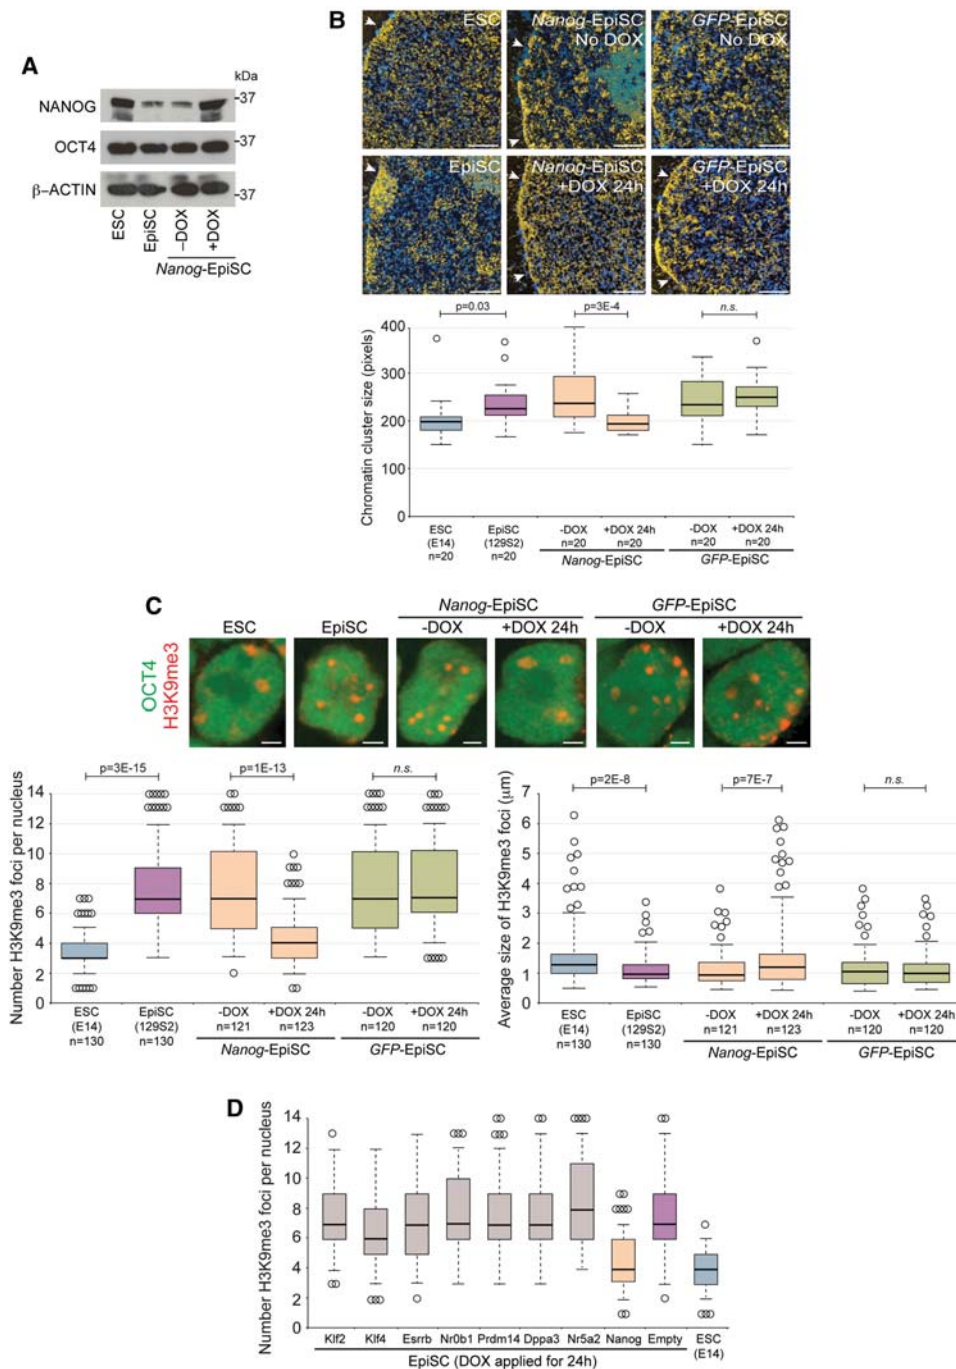 A
kDa
NANOG
-37
OCT4
-37
β-ACTIN
-37
ESC
EpiSC
-DOX
+DOX
Nanog-EpiSC
B
ESC
Nanog-EpiSC
No DOX
GFP-EpiSC
No DOX
EpiSC
Nanog-EpiSC
+DOX 24h
GFP-EpiSC
+DOX 24h
p=0.03
p=3E-4
n.s.
Chromatin cluster size (pixels)
400
300
200
100
0
ESC
(E14)
n=20
EpiSC
(129S2)
n=20
-DOX
n=20
+DOX 24h
n=20
Nanog-EpiSC
-DOX
n=20
+DOX 24h
n=20
GFP-EpiSC
C
Nanog-EpiSC
GFP-EpiSC
ESC
EpiSC
-DOX
+DOX 24h
-DOX
+DOX 24h
OCT4
H3K9me3
p=3E-15
p=1E-13
n.s.
Number H3K9me3 foci per nucleus
14
12
10
8
6
4
2
0
ESC
(E14)
n=130
EpiSC
(129S2)
n=130
-DOX
n=121
+DOX 24h
n=123
Nanog-EpiSC
-DOX
n=120
+DOX 24h
n=120
GFP-EpiSC
p=2E-8
p=7E-7
n.s.
Average size of H3K9me3 foci (μm)
7
6
5
4
3
2
1
0
ESC
(E14)
n=130
EpiSC
(129S2)
n=130
-DOX
n=121
+DOX 24h
n=123
Nanog-EpiSC
-DOX
n=120
+DOX 24h
n=120
GFP-EpiSC
D
Number H3K9me3 foci per nucleus
14
12
10
8
6
4
2
0
Klf2 Klf4 Esrrb Nr0b1 Prdm14 Dppa3 Nr5a2 Nanog Empty ESC
(E14)
EpiSC (DOX applied for 24h)